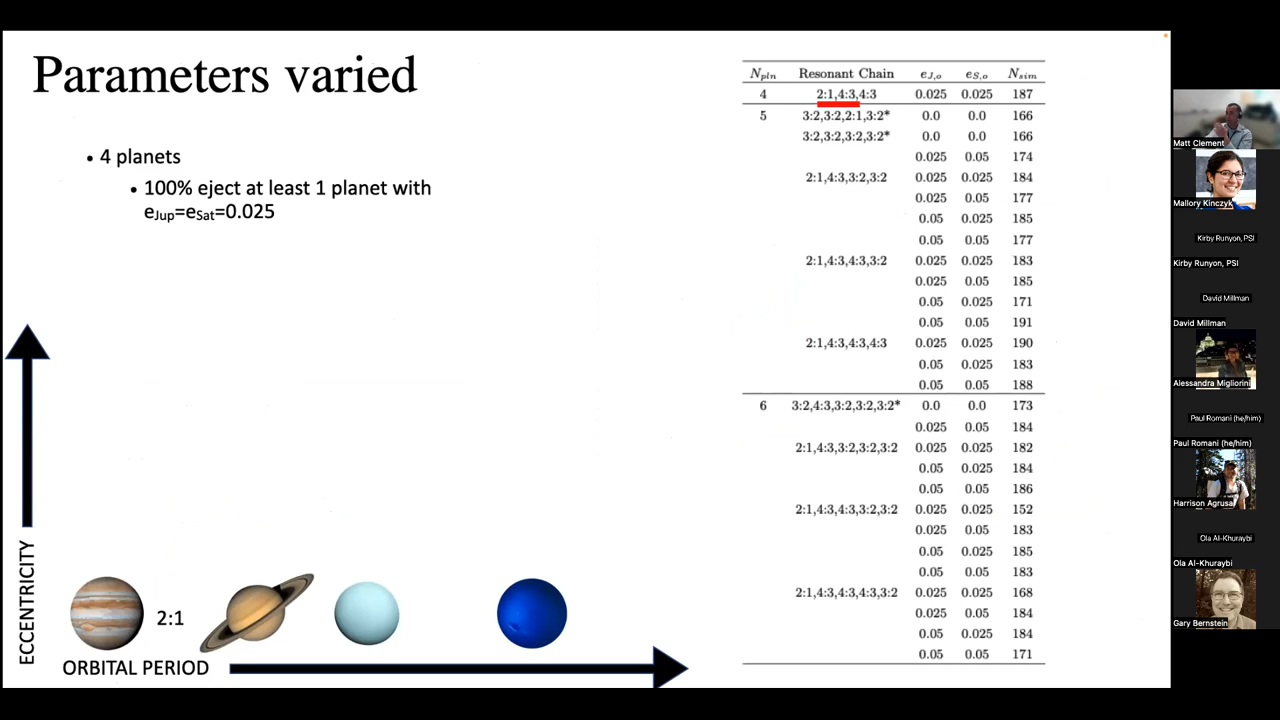 Parameters varied
• 4 planets
• 100% eject at least 1 planet with
eJup=eSat=0.025
ECCENTRICITY
2:1
ORBITAL PERIOD
Npln Resonant Chain eJ,o eS,o Nsim
4 2:1,4:3,4:3 0.025 0.025 187
5 3:2,3:2,2:1,3:2* 0.0 0.0 166
3:2,3:2,3:2,3:2* 0.0 0.0 166
0.025 0.05 174
2:1,4:3,3:2,3:2 0.025 0.025 184
0.025 0.05 177
0.05 0.025 185
0.05 0.05 177
2:1,4:3,4:3,3:2 0.025 0.025 183
0.025 0.05 185
0.05 0.025 171
0.05 0.05 191
2:1,4:3,4:3,4:3 0.025 0.025 190
0.05 0.025 183
0.05 0.05 188
6 3:2,4:3,3:2,3:2,3:2* 0.0 0.0 173
0.025 0.05 184
2:1,4:3,3:2,3:2,3:2 0.025 0.025 182
0.05 0.025 184
0.05 0.05 186
2:1,4:3,4:3,3:2,3:2 0.025 0.025 152
0.025 0.05 183
0.05 0.025 185
0.05 0.05 183
2:1,4:3,4:3,4:3,3:2 0.025 0.025 168
0.025 0.05 184
0.05 0.025 184
0.05 0.05 171
Matt Clement
Mallory Kinczyk
Kirby Runyon, PSI
Kirby Runyon, PSI
David Millman
David Millman
Alessandra Migliorini
Paul Romani (he/him)
Paul Romani (he/him)
Harrison Agrusa
Ola Al-Khuraybi
Ola Al-Khuraybi
Gary Bernstein